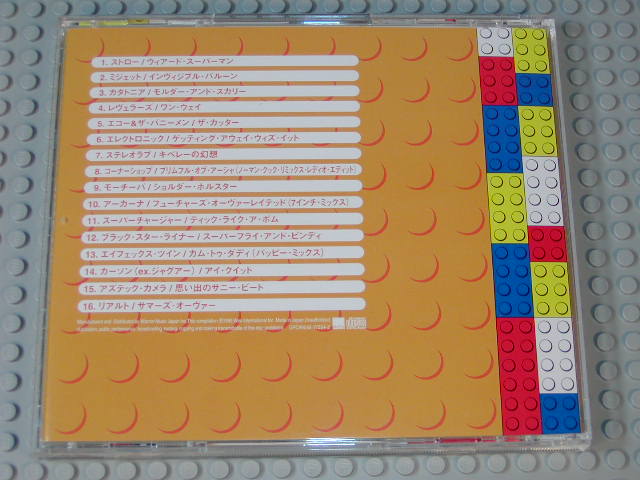 1. ストロー / ウィアード・スーパーマン
2. ミジェット / インヴィジブル・バルーン
3. カタトニア / モルダー・アンド・スカリー
4. レヴェラーズ / ワン・ウェイ
5. エコー&ザ・バニーメン / ザ・カッター
6. エレクトロニック / ゲッティング・アウェイ・ウィズ・イット
7. ステレオラブ / キベレーの幻想
8. コーナーショップ / ブリムフル・オブ・アーシャ(ノーマン・クック・リミックス・レディオ・エディット)
9. モーチーバ / ショルダー・ホルスター
10. アーカーナ / フューチャーズ・オーヴァーレイテッド(7インチ・ミックス)
11. スーパーチャージャー / ティック・ライク・ア・ボム
12. ブラック・スター・ライナー / スーパーフライ・アンド・ビンディ
13. エイフェックス・ツイン / カム・トゥ・ダディ(パッピー・ミックス)
14. カーソン(ex.ジャグアー) / アイ・クイット
15. アズテック・カメラ / 思い出のサニー・ビート
16. リアルト / サマーズ・オーヴァー